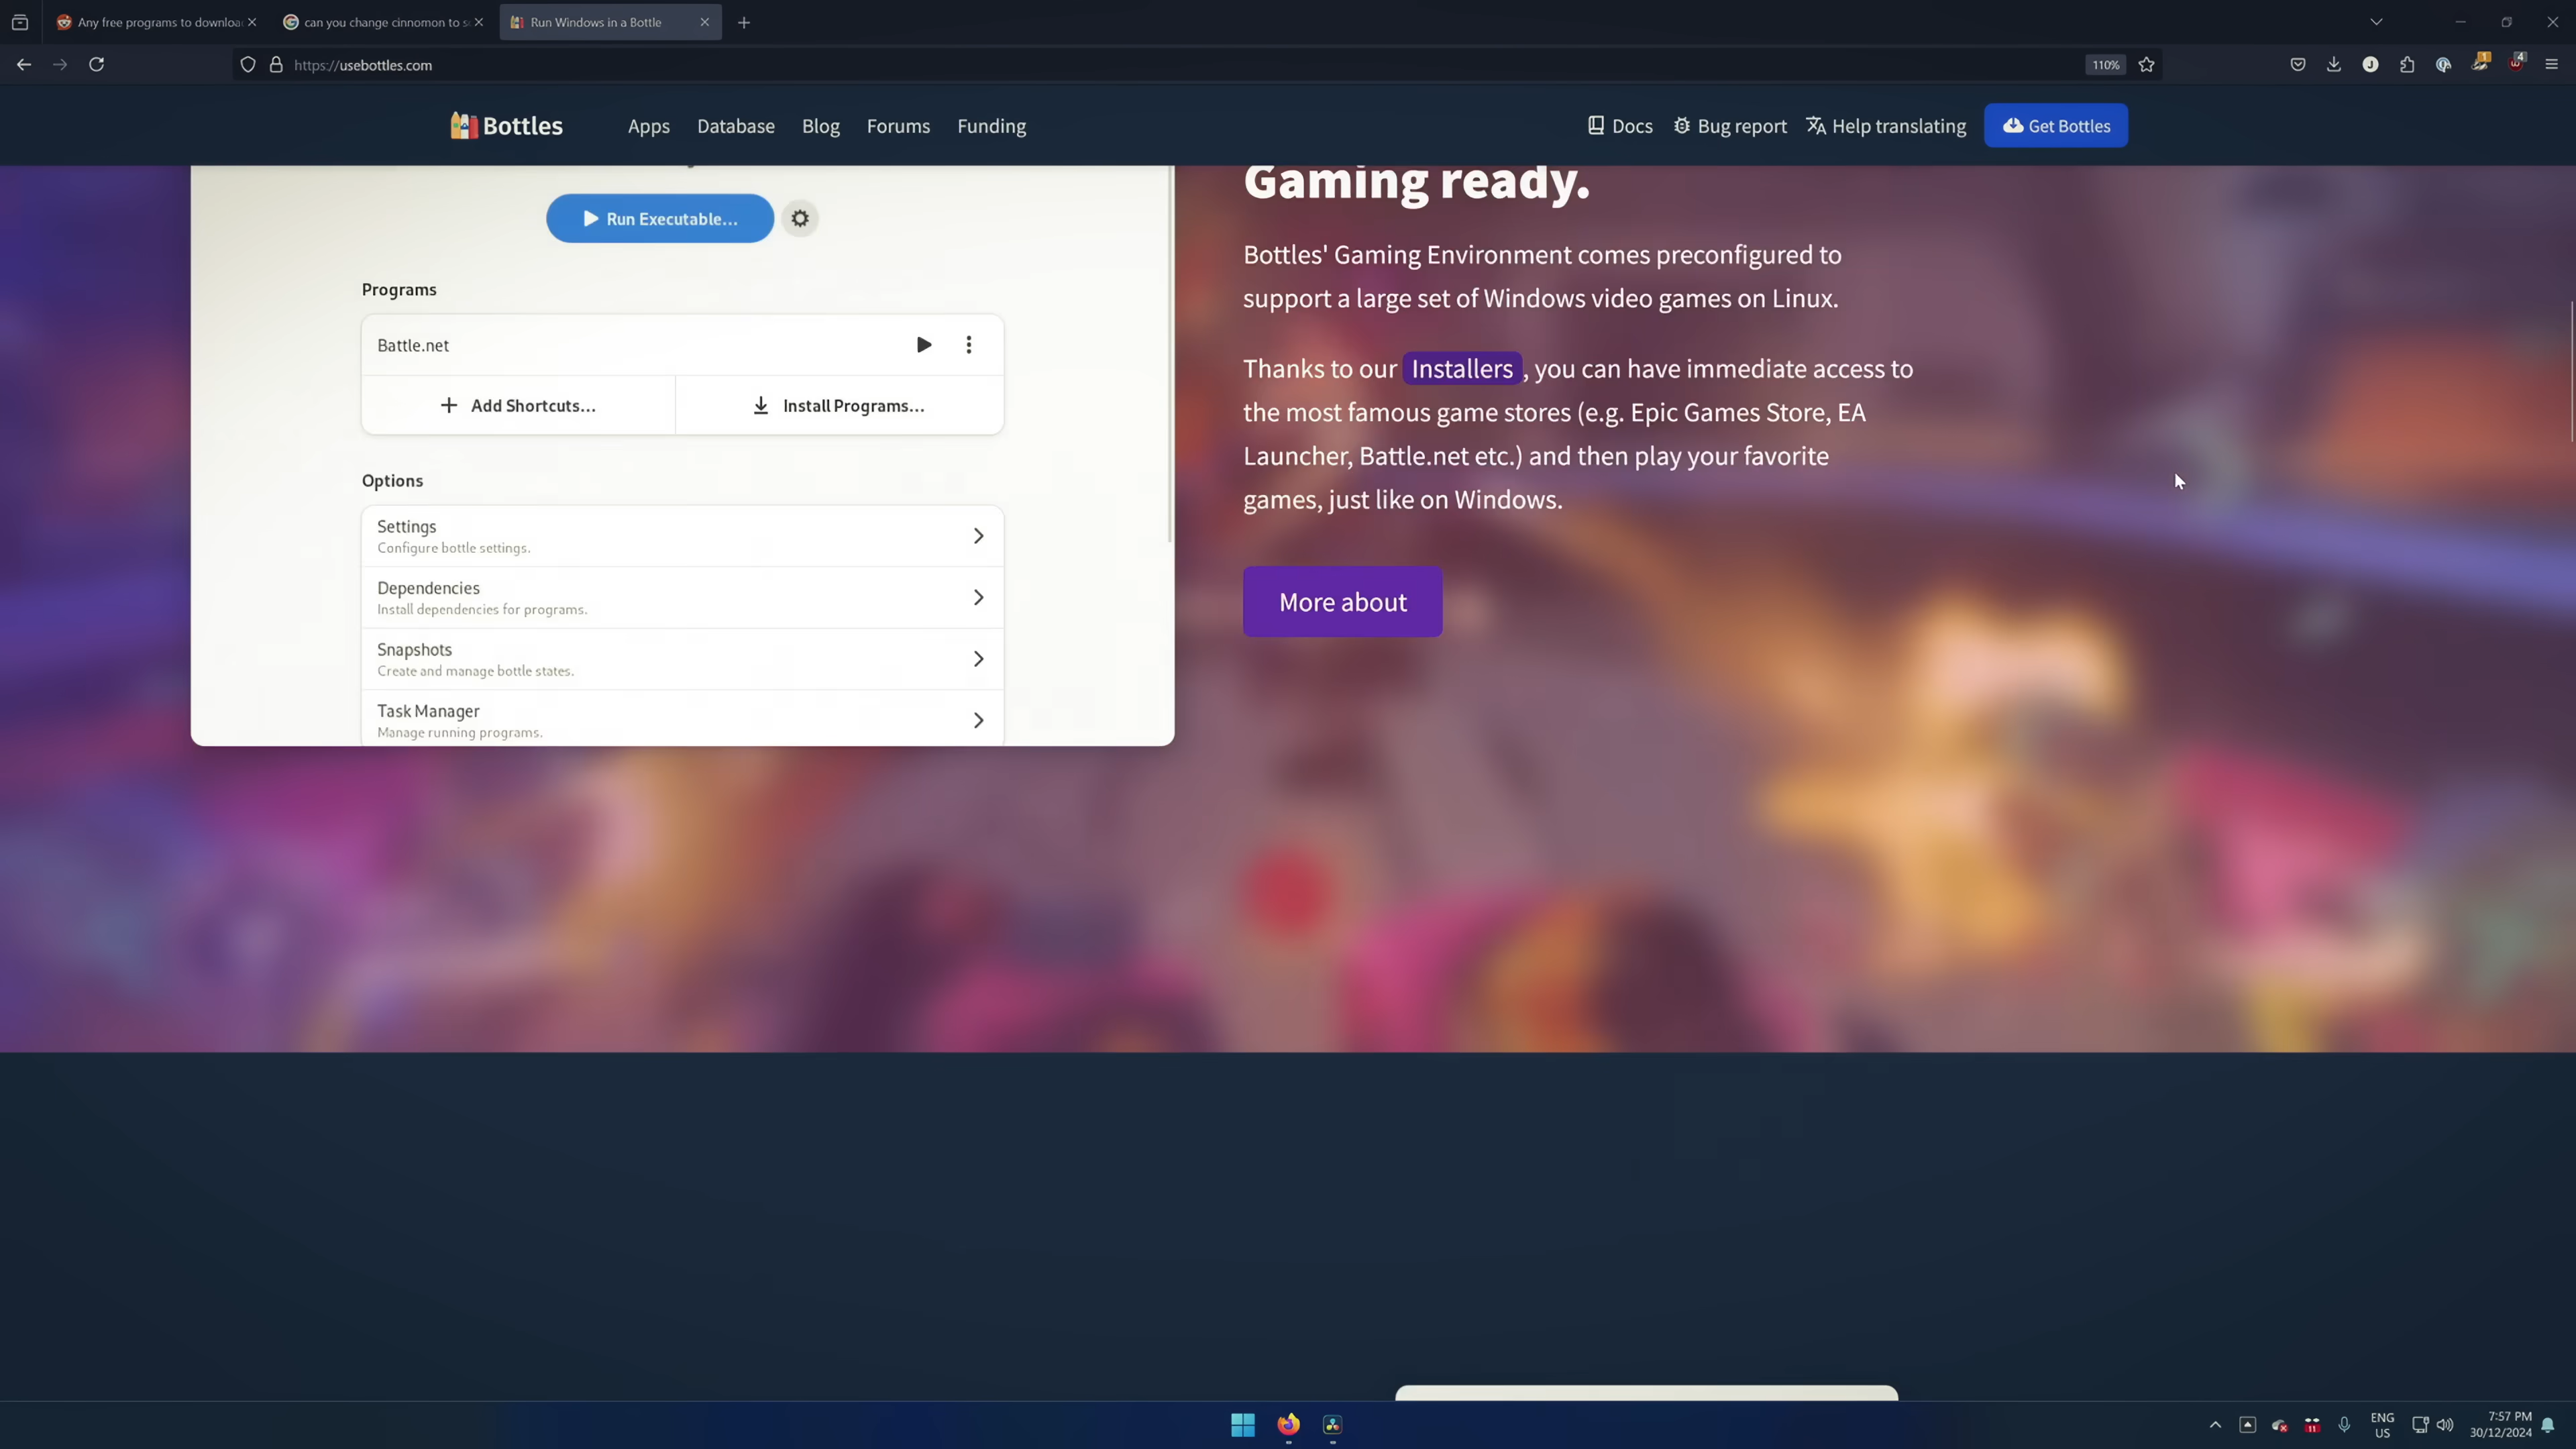 Any free programs to downloa
can you change cinnomon to s
Run Windows in a Bottle
https://usebottles.com
110%
J
1
4
Bottles
Apps
Database
Blog
Forums
Funding
Docs
Bug report
Help translating
Get Bottles
Run Executable...
Programs
Battle.net
Add Shortcuts...
Install Programs...
Options
Settings
Configure bottle settings.
Dependencies
Install dependencies for programs.
Snapshots
Create and manage bottle states.
Task Manager
Manage running programs.
Gaming ready.
Bottles' Gaming Environment comes preconfigured to
support a large set of Windows video games on Linux.
Thanks to our Installers , you can have immediate access to
the most famous game stores (e.g. Epic Games Store, EA
Launcher, Battle.net etc.) and then play your favorite
games, just like on Windows.
More about
11
ENG
US
7:57 PM
30/12/2024